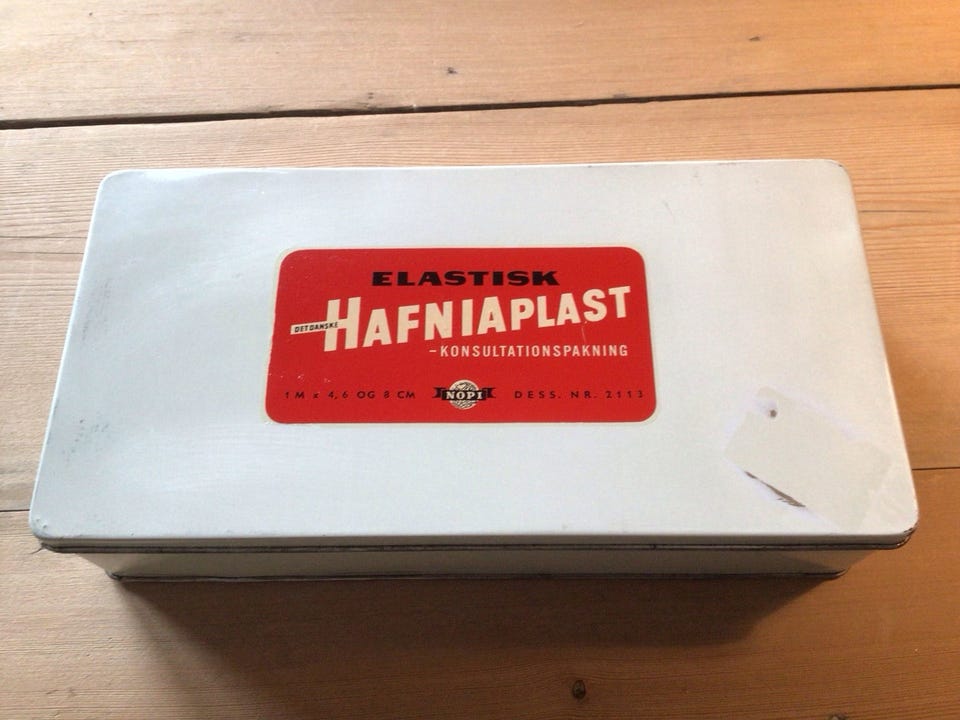 ELASTISK
DET DANSKE HAFNIAPLAST
-KONSULTATIONSPAKNING
1 M x 4,6 OG 8 CM NOPI DESS. NR. 2113